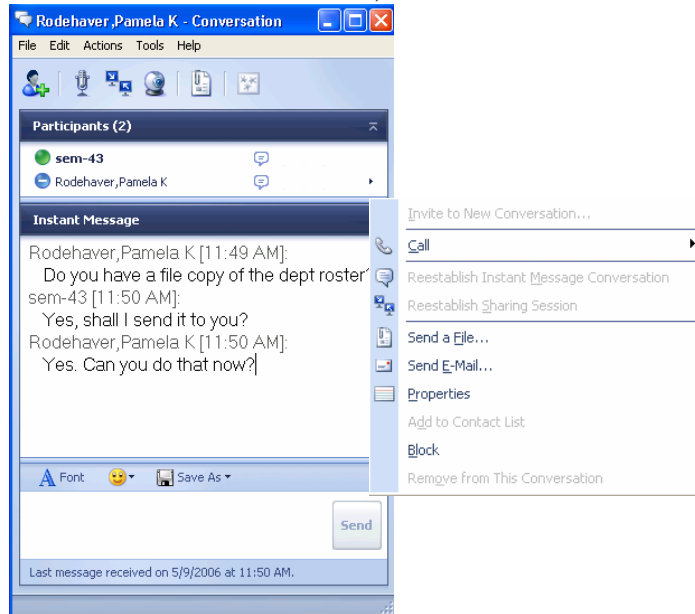 Rodehaver,Pamela K - Conversation
File Edit Actions Tools Help
Participants (2)
sem-43
Rodehaver,Pamela K
Instant Message
Rodehaver,Pamela K [11:49 AM]:
Do you have a file copy of the dept roster?
sem-43 [11:50 AM]:
Yes, shall I send it to you?
Rodehaver,Pamela K [11:50 AM]:
Yes. Can you do that now?
Font Save As
Send
Last message received on 5/9/2006 at 11:50 AM.
Invite to New Conversation...
Call
Reestablish Instant Message Conversation
Reestablish Sharing Session
Send a File...
Send E-Mail...
Properties
Add to Contact List
Block
Remove from This Conversation